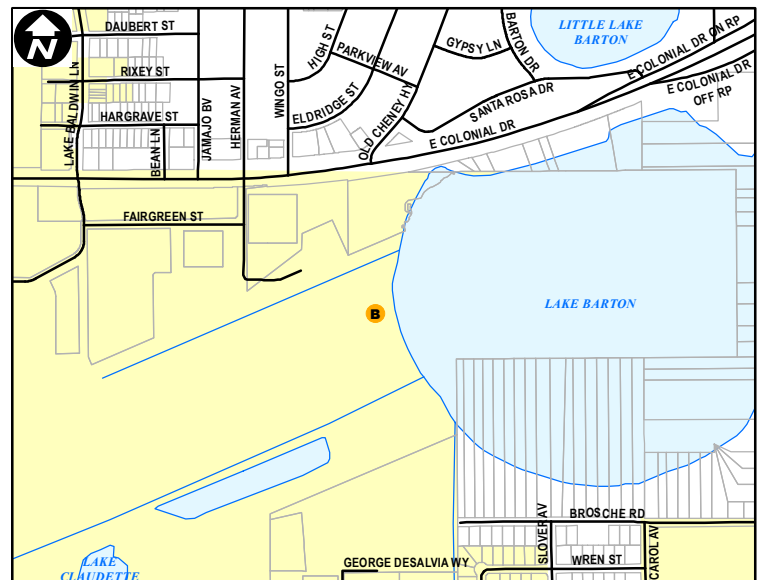 N
DAUBERT ST
RIXEY ST
HARGRAVE ST
LAKE BALDWIN LN
BEAN LN
JAMAJO BV
HERMAN AV
WINGO ST
HIGH ST
PARKVIEW AV
ELDRIDGE ST
OLD CHENEY HY
GYPSY LN
BARTON DR
LITTLE LAKE
BARTON
SANTA ROSA DR
E COLONIAL DR
E COLONIAL DR ON RP
E COLONIAL DR
OFF RP
FAIRGREEN ST
B
LAKE BARTON
LAKE
CLAUDETTE
GEORGE DESALVIA WY
BROSCHE RD
SLOVER AV
WREN ST
KAROL AV